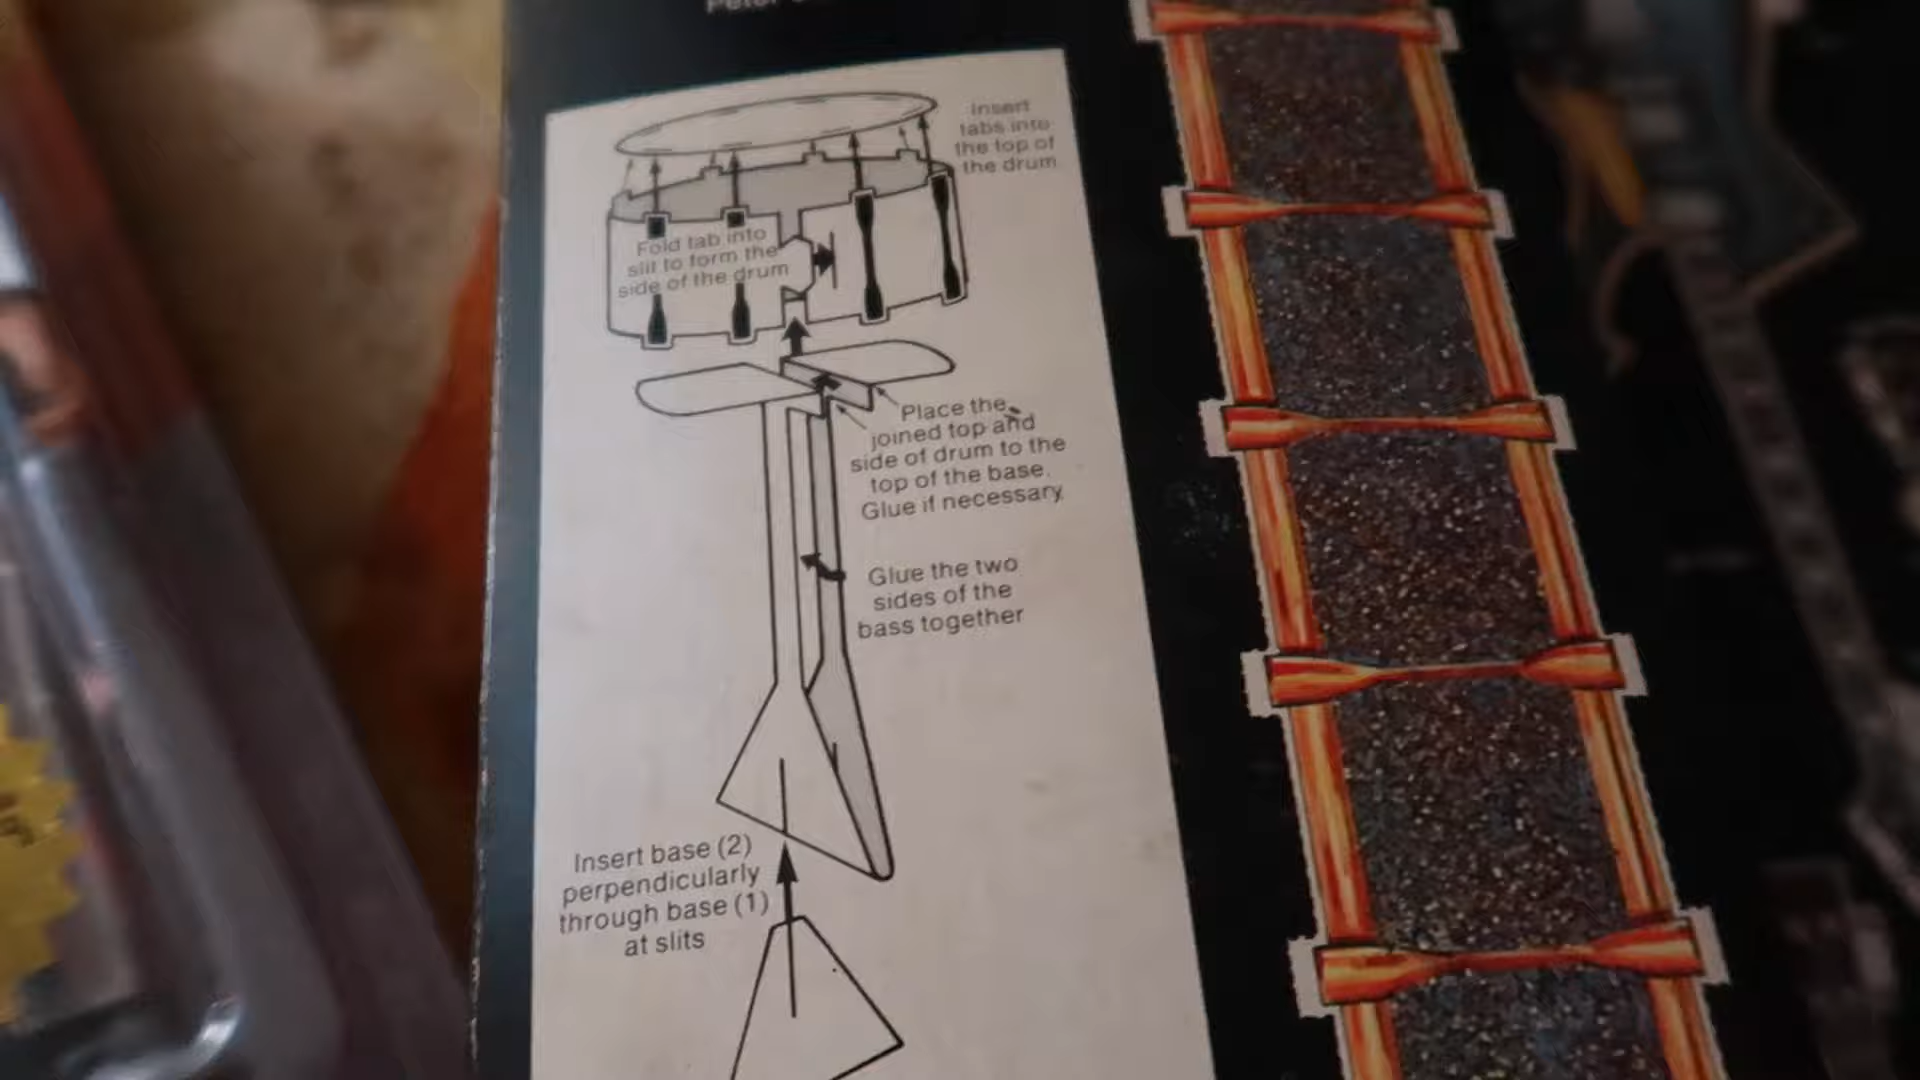 Peter
Insert
tabs into
the top of
the drum
Fold tab into
slit to form the
side of the drum
Place the
joined top and
side of drum to the
top of the base.
Glue if necessary
Glue the two
sides of the
bass together
Insert base (2)
perpendicularly
through base (1)
at slits